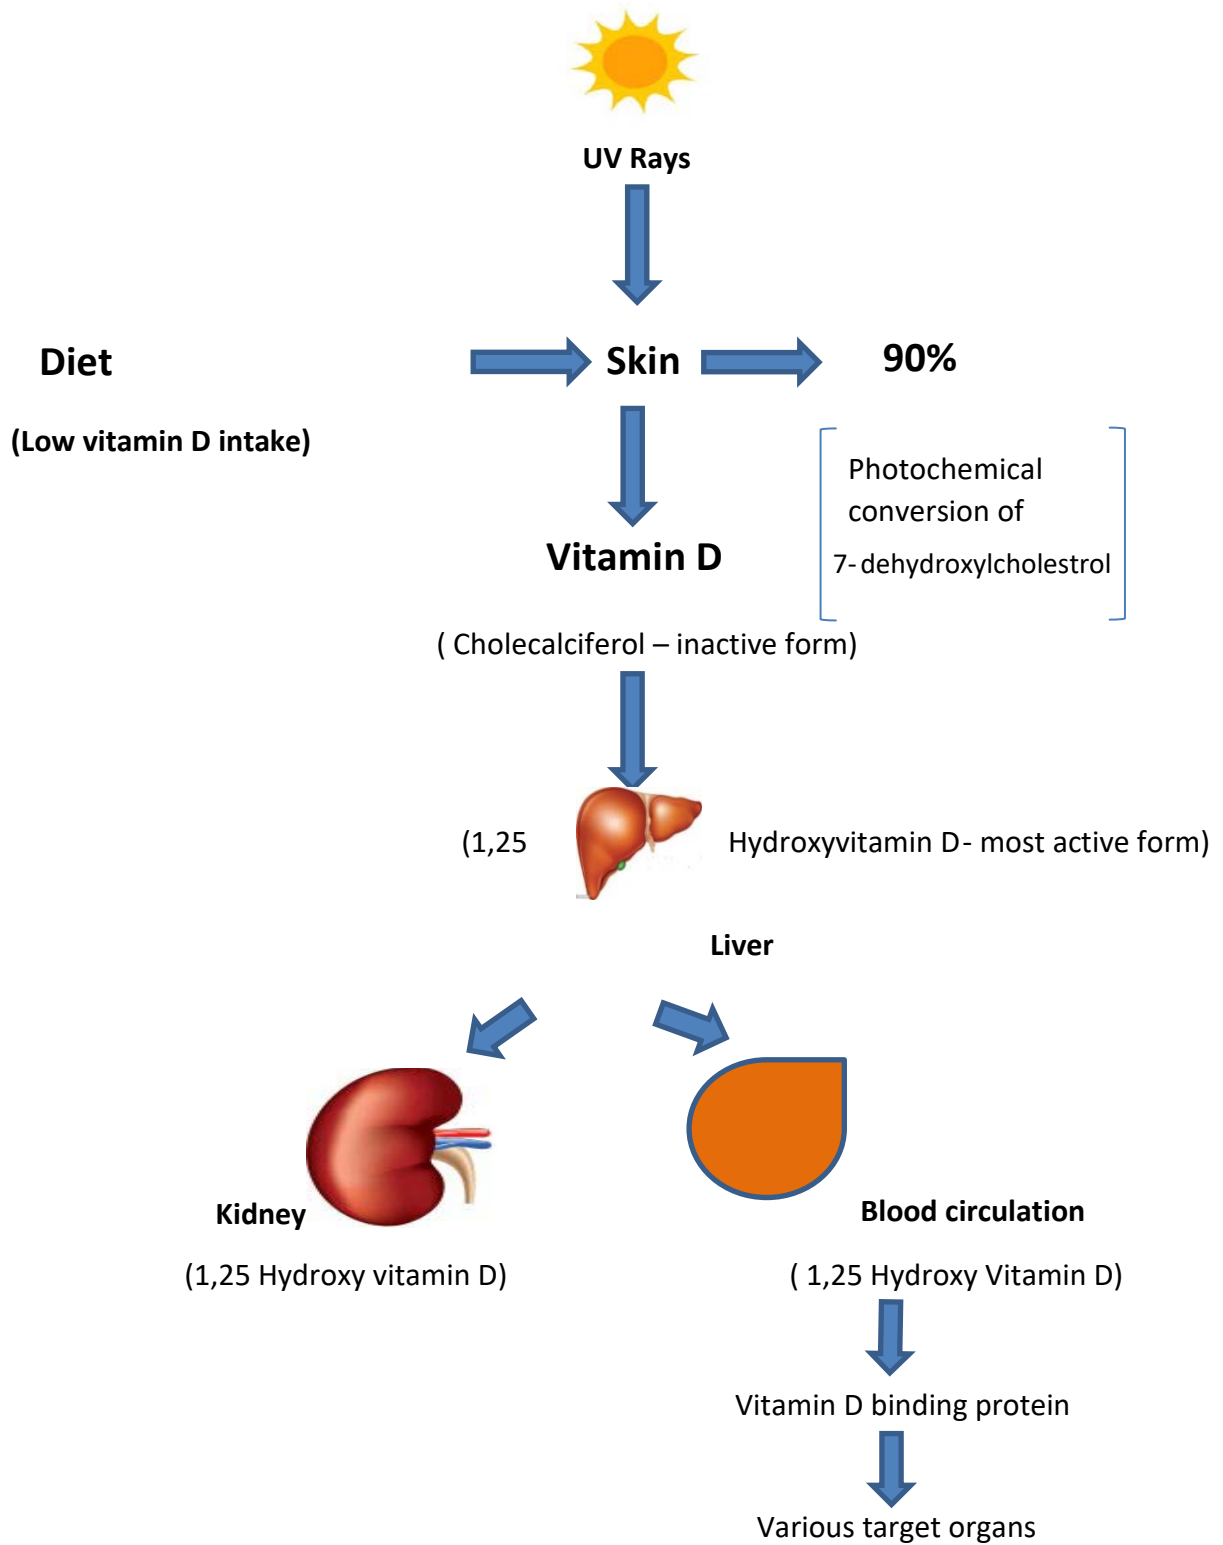 UV Rays
Diet
Skin
90%
(Low vitamin D intake)
Photochemical
conversion of
7- dehydroxylcholestrol
Vitamin D
( Cholecalciferol – inactive form)
(1,25
Hydroxyvitamin D- most active form)
Liver
Kidney
Blood circulation
(1,25 Hydroxy vitamin D)
( 1,25 Hydroxy Vitamin D)
Vitamin D binding protein
Various target organs